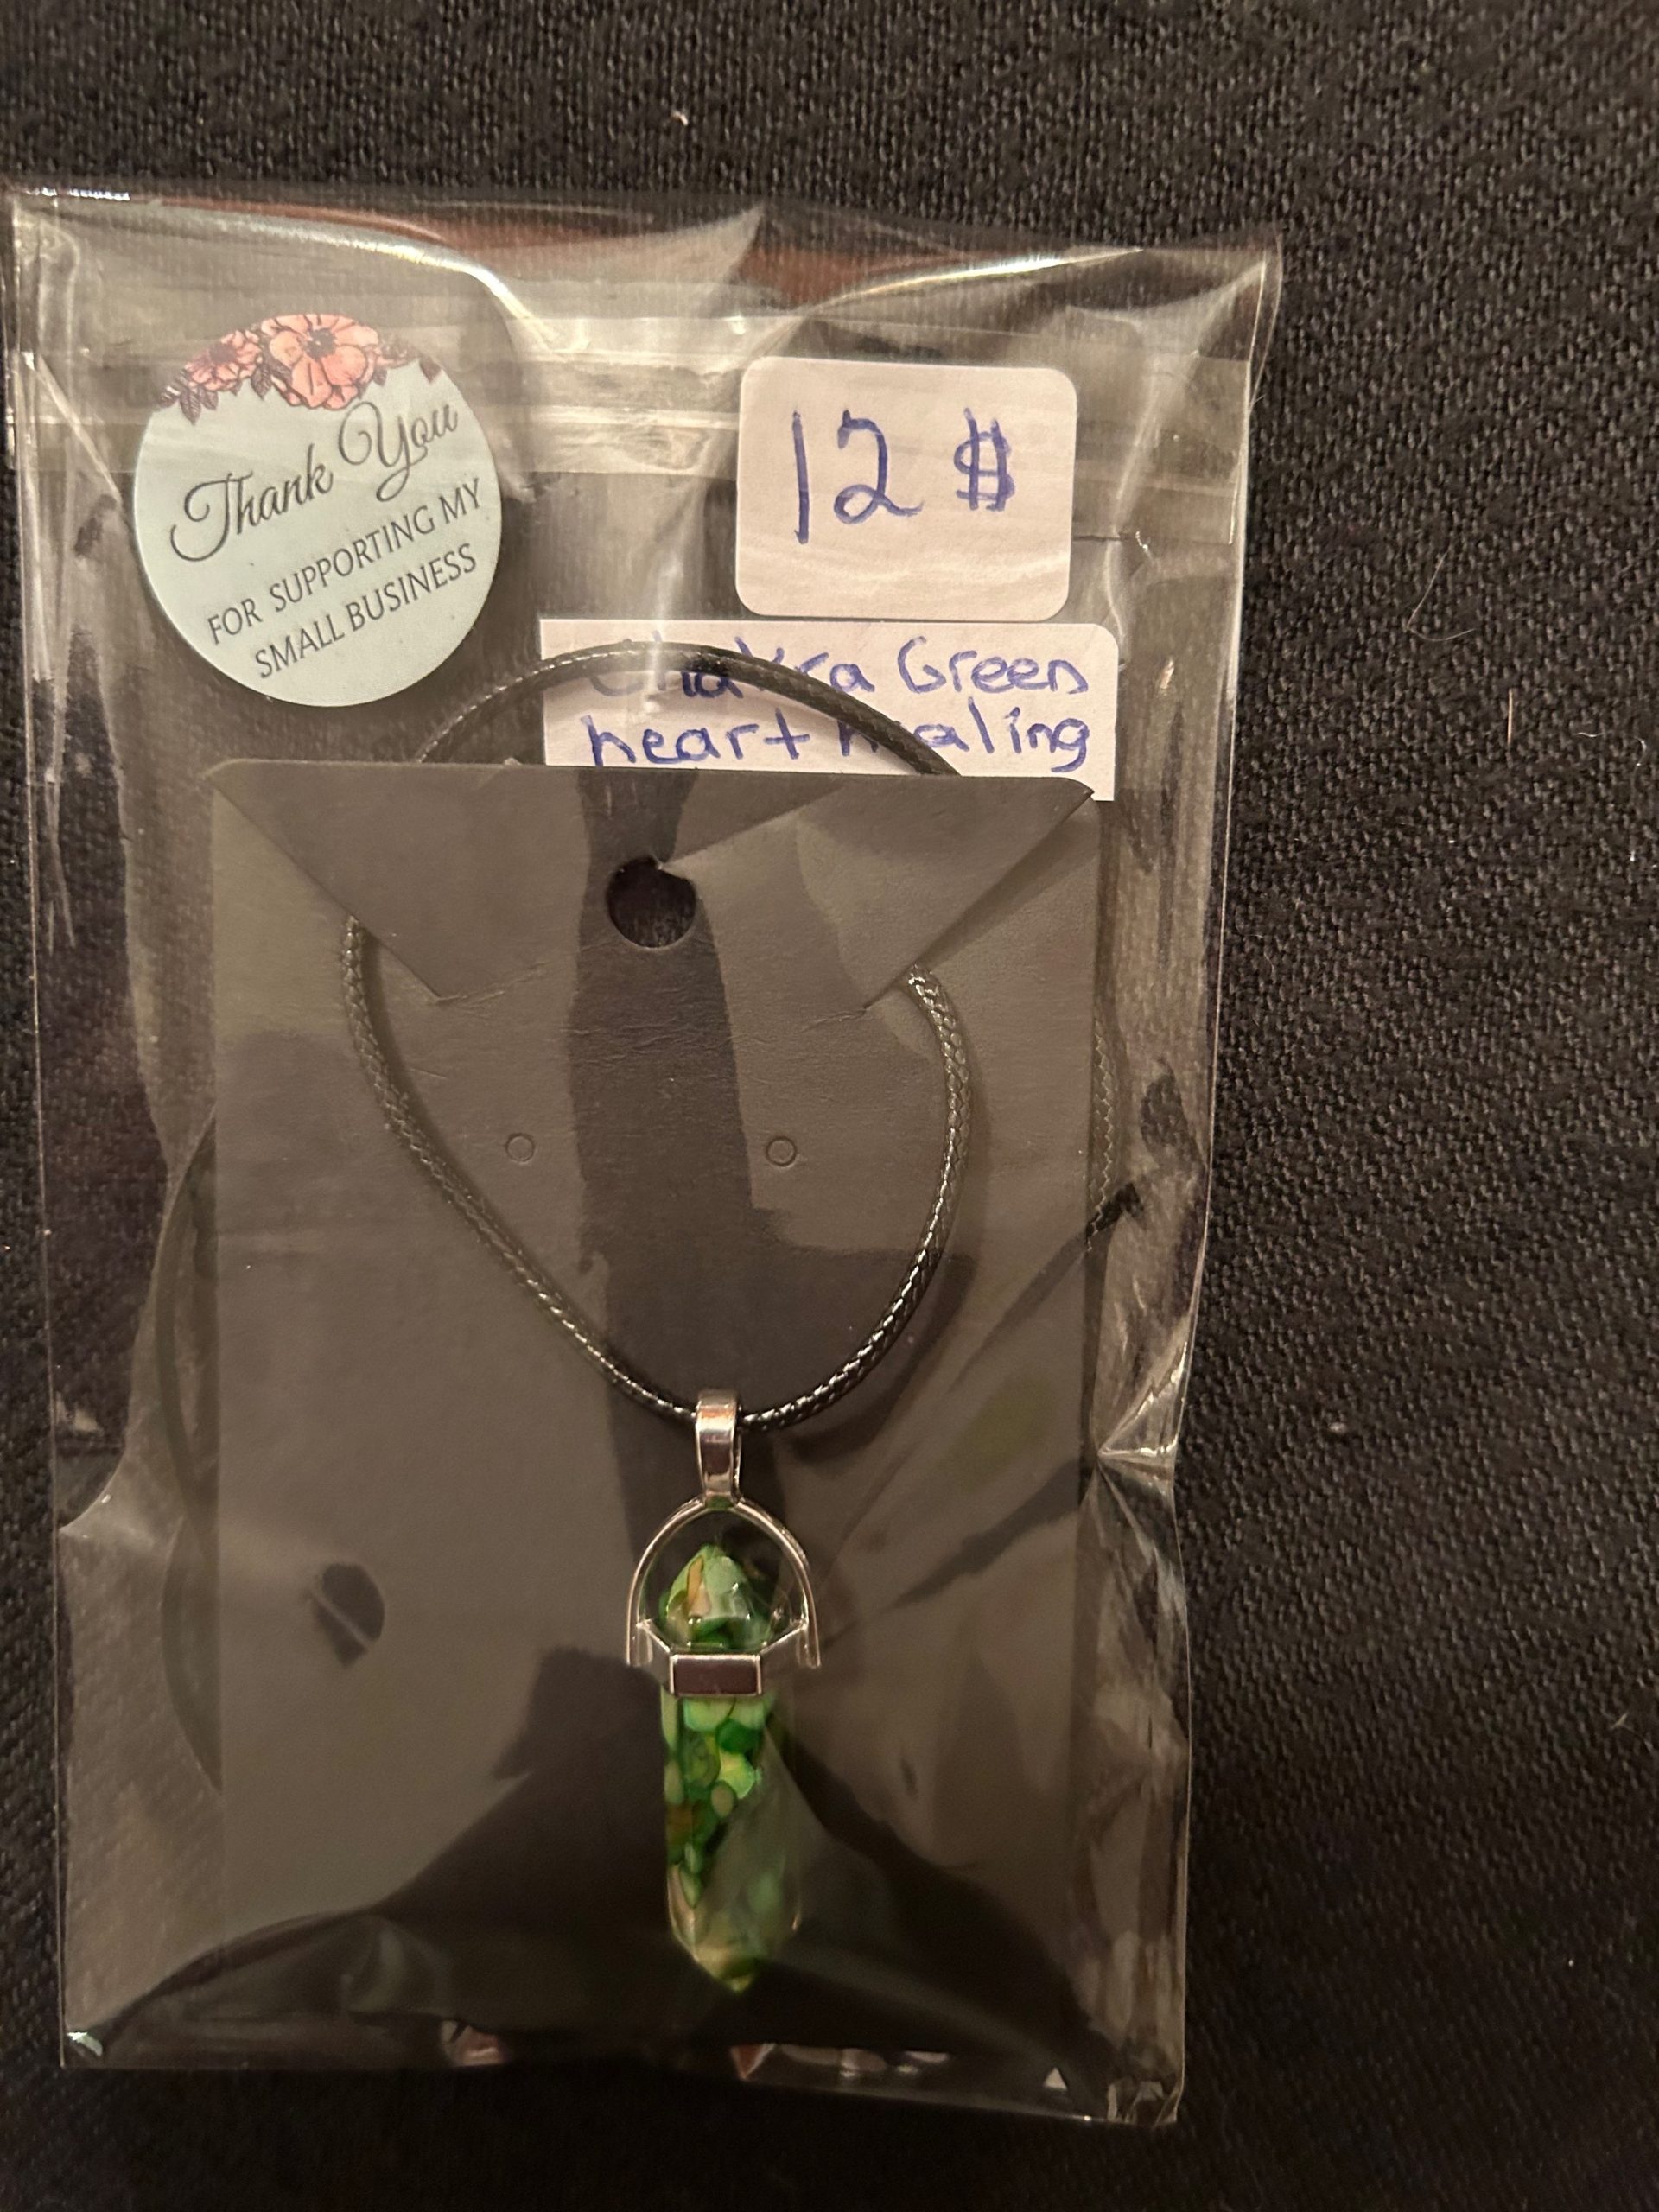 Thank You
FOR SUPPORTING MY
SMALL BUSINESS
12 $
Chakra Green
heart healing